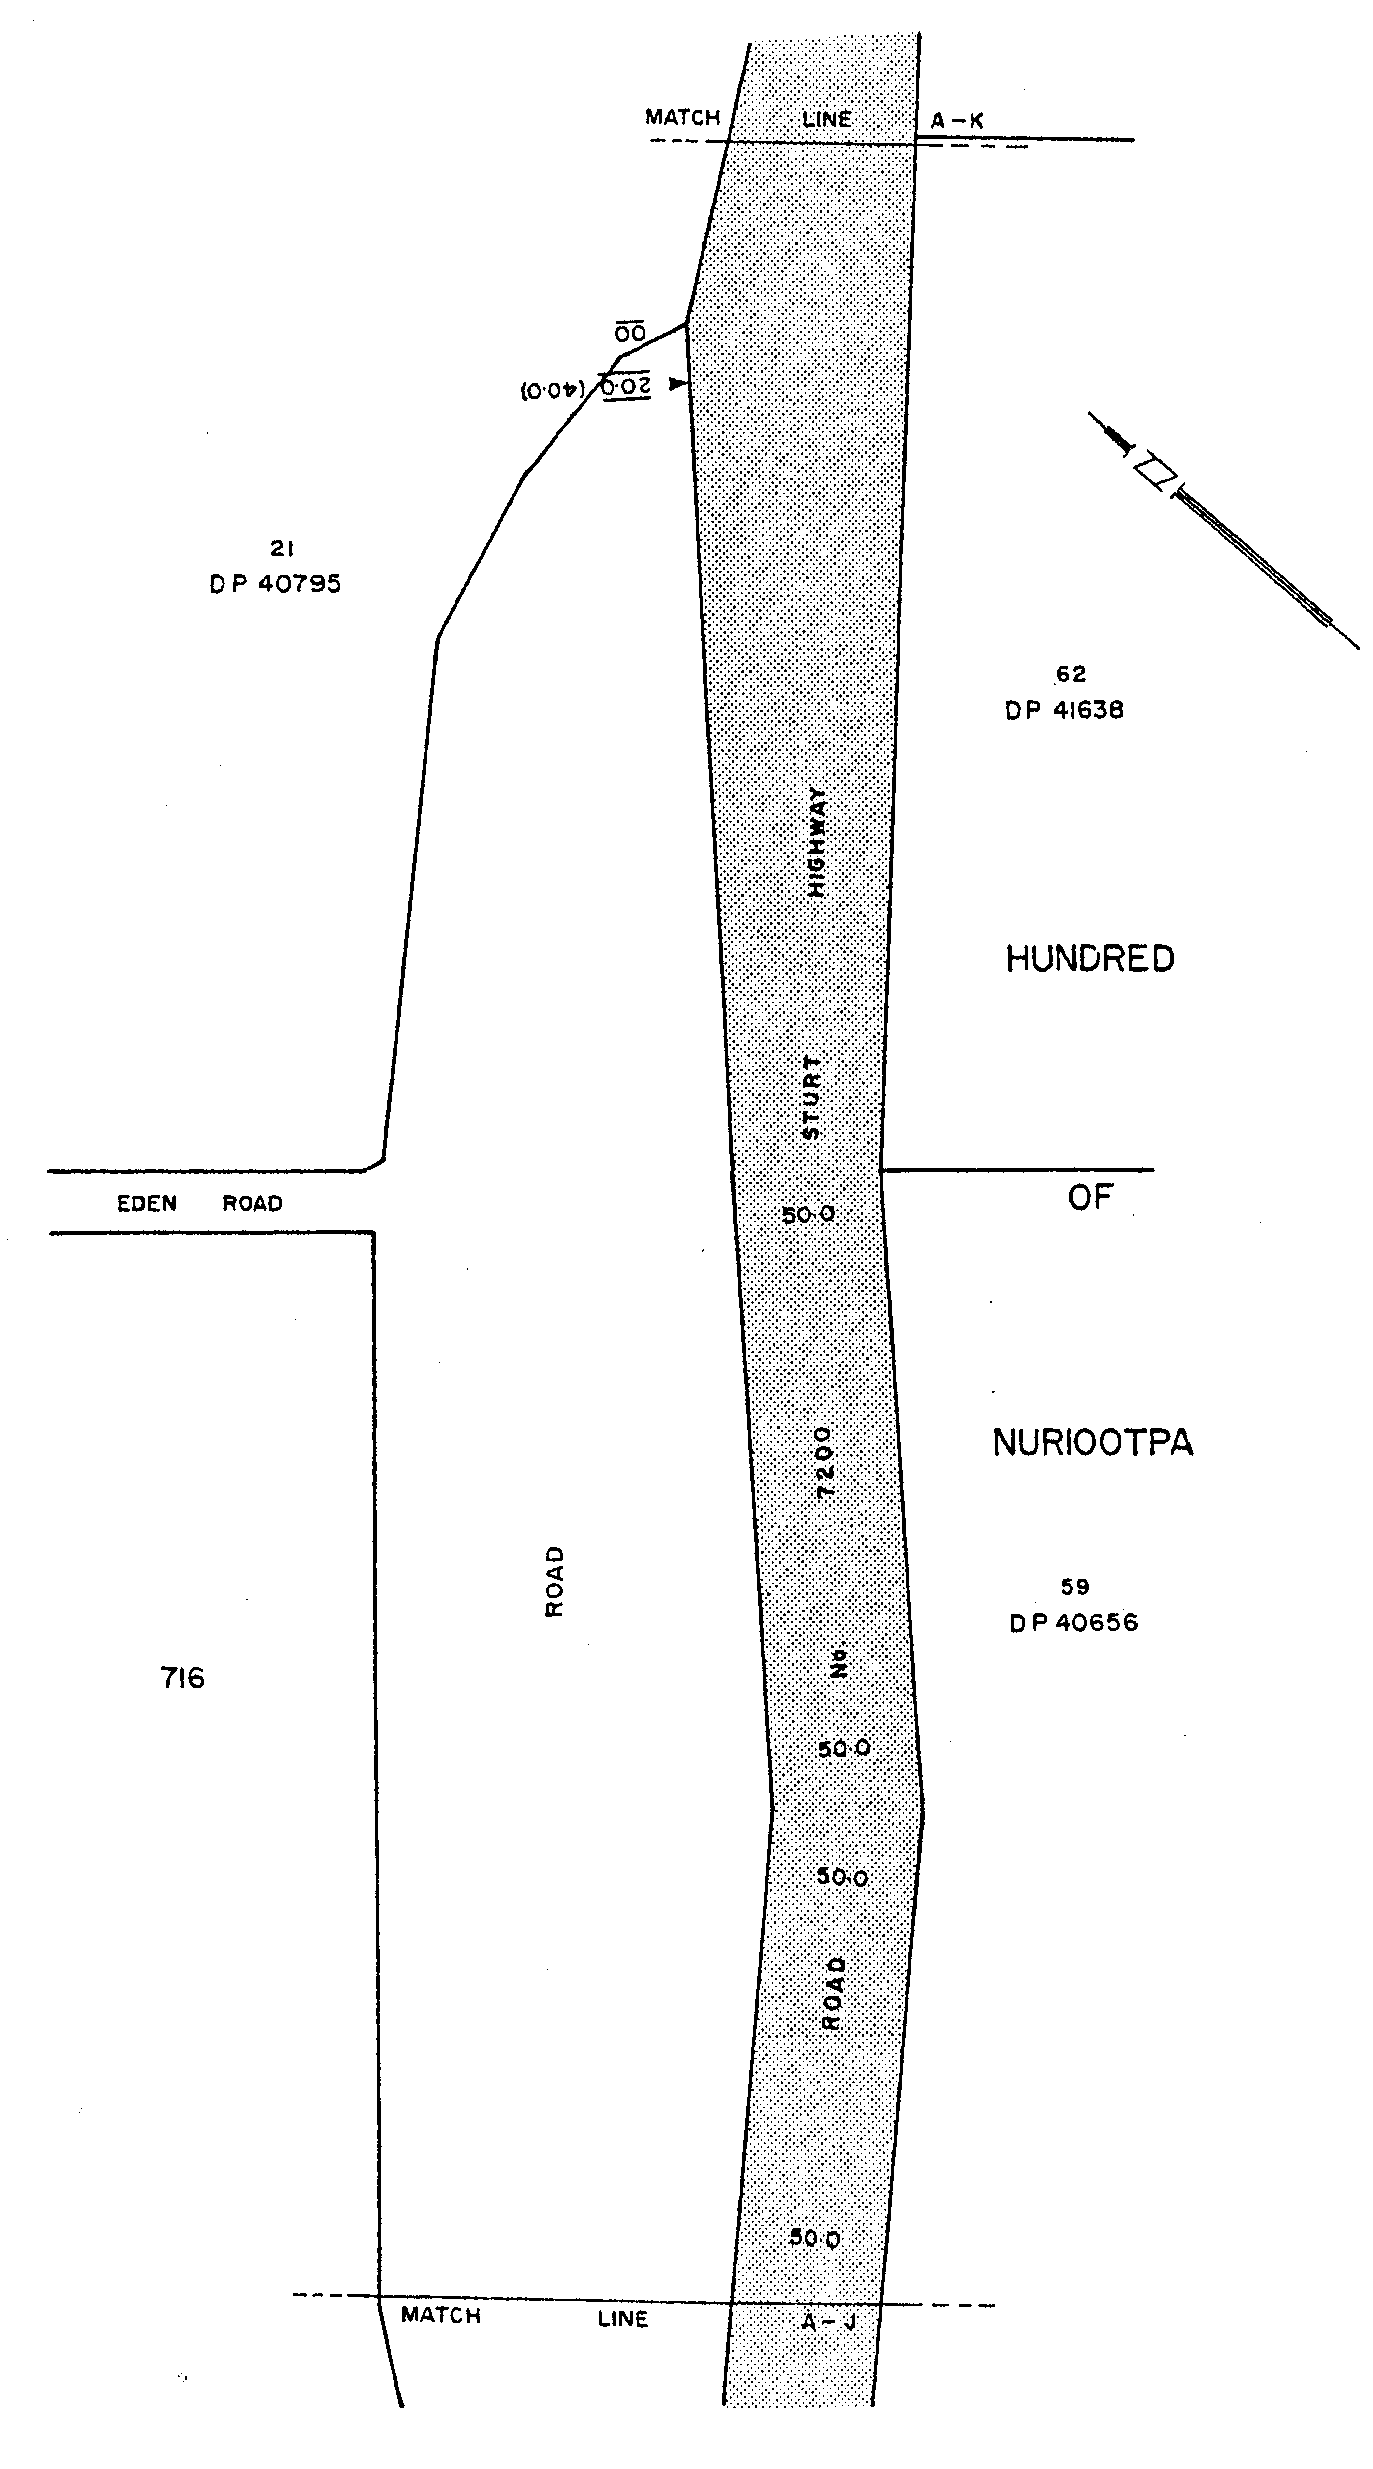 MATCH LINE A-K
00
20.0 (40.0)
N
21
DP 40795
62
DP 41638
STURT HIGHWAY
HUNDRED
EDEN ROAD
OF
50.0
NURIOOTPA
ROAD No. 7200
ROAD
59
DP 40656
716
50.0
50.0
50.0
MATCH LINE A-J